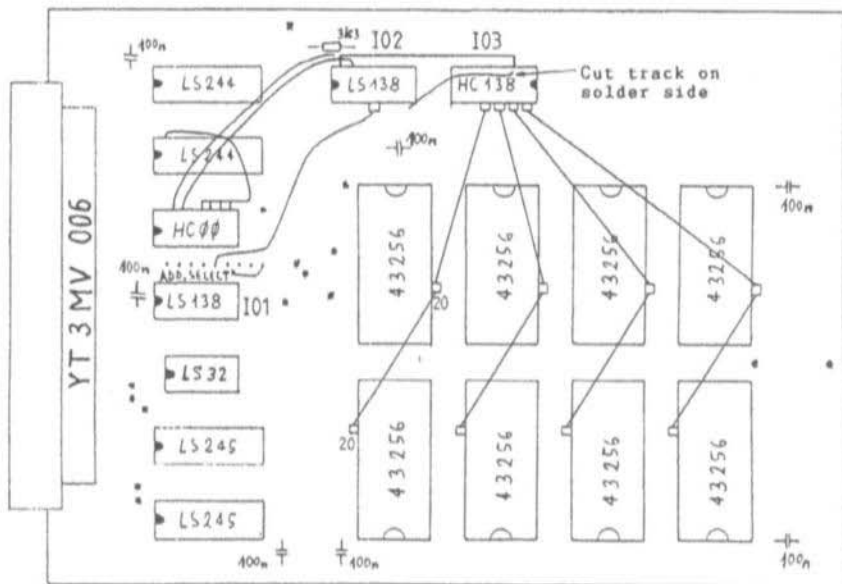 3k3
100n
IO2
IO3
LS244
LS138
HC138
Cut track on
solder side
LS244
100n
HC00
100n
YT 3MV 006
ADD.SELECT
100n
LS138
IO1
43256
43256
43256
43256
20
LS32
LS245
20
43256
43256
43256
43256
LS245
100n
100n
100n